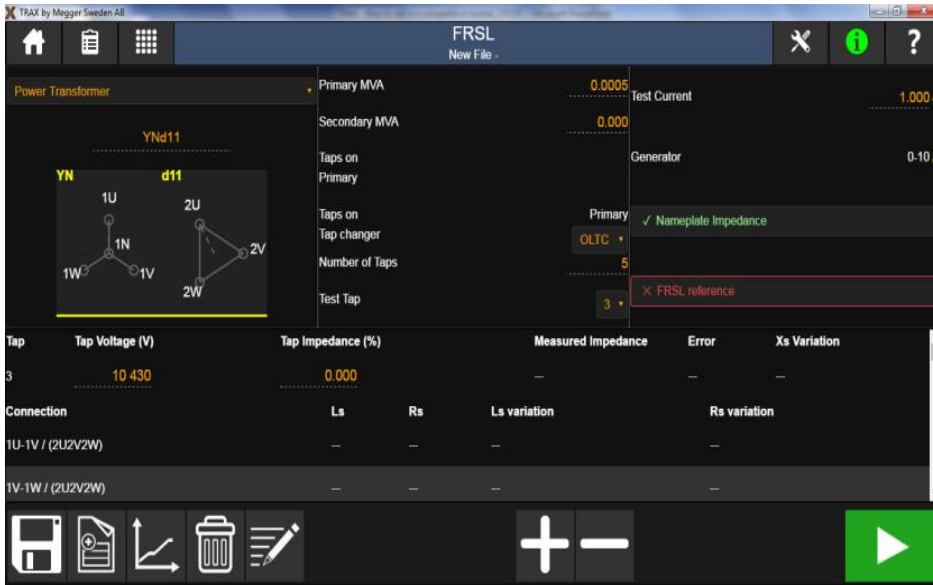 TRAX by Megger Sweden AB
FRSL
New File -
i
?
Power Transformer
YNd11
YN d11
1U
2U
1N
2V
1W
1V
2W
Primary MVA 0.0005
Secondary MVA 0.000
Taps on
Primary
Taps on Primary
Tap changer OLTC
Number of Taps 5
Test Tap 3
Test Current 1.000
Generator 0-10
✓ Nameplate Impedance
✕ FRSL reference
Tap Tap Voltage (V) Tap Impedance (%) Measured Impedance Error Xs Variation
3 10 430 0.000 --- --- ---
Connection Ls Rs Ls variation Rs variation
1U-1V / (2U2V2W) --- --- --- ---
1V-1W / (2U2V2W) --- --- --- ---